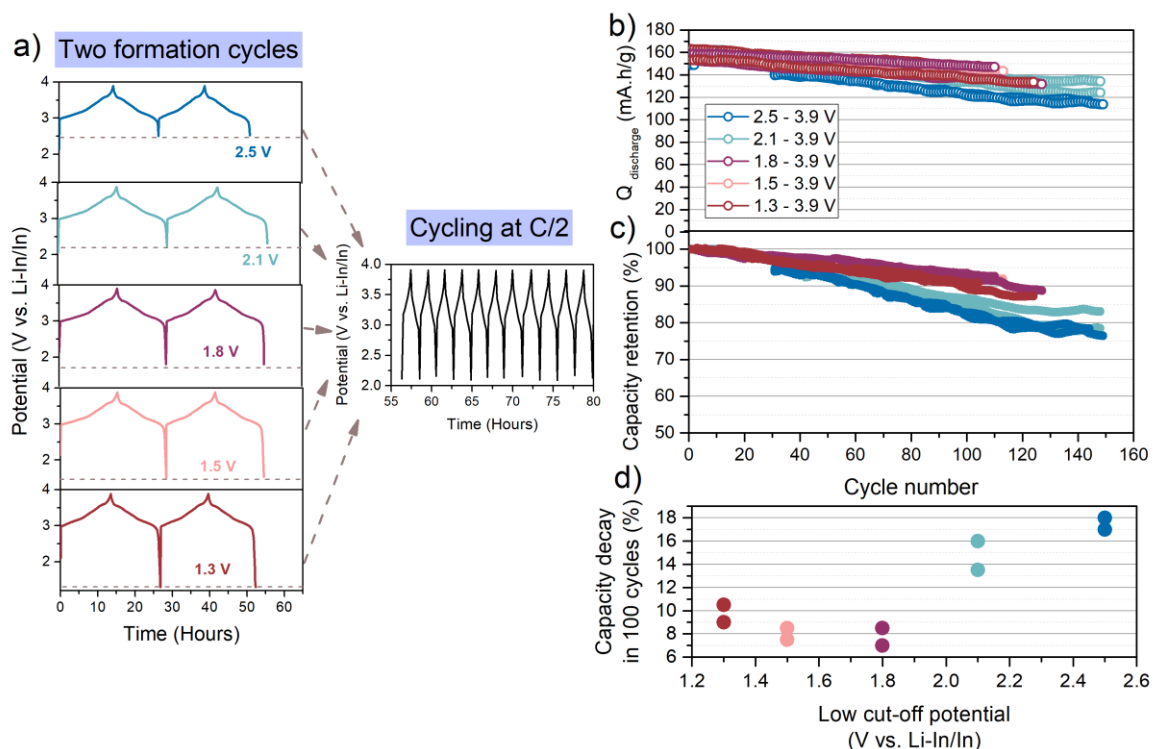 a)
Two formation cycles
4
3
2
2.5 V
4
3
2
2.1 V
4
3
2
1.8 V
4
3
2
1.5 V
4
3
2
1.3 V
0 10 20 30 40 50 60
Time (Hours)
Potential (V vs. Li-In/In)
Cycling at C/2
4.0
3.5
3.0
2.5
2.0
55 60 65 70 75 80
Time (Hours)
Potential (V vs. Li-In/In)
b)
180
160
140
120
100
80
60
40
20
0
Q discharge (mA.h/g)
2.5 - 3.9 V
2.1 - 3.9 V
1.8 - 3.9 V
1.5 - 3.9 V
1.3 - 3.9 V
c)
100
90
80
70
60
50
Capacity retention (%)
0 20 40 60 80 100 120 140 160
Cycle number
d)
18
16
14
12
10
8
6
Capacity decay
in 100 cycles (%)
1.2 1.4 1.6 1.8 2.0 2.2 2.4 2.6
Low cut-off potential
(V vs. Li-In/In)